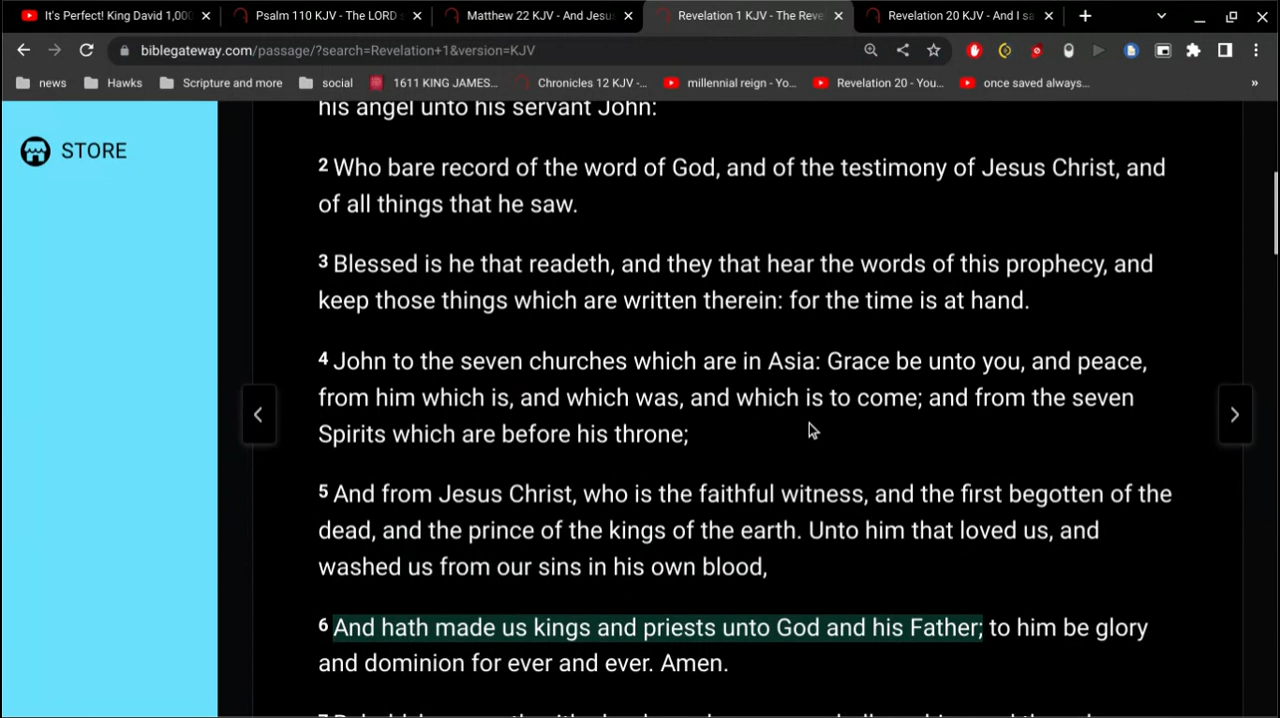 It's Perfect! King David 1,000
Psalm 110 KJV - The LORD s
Matthew 22 KJV - And Jesu
Revelation 1 KJV - The Reve
Revelation 20 KJV - And I sa
biblegateway.com/passage/?search=Revelation+1&version=KJV
news
Hawks
Scripture and more
social
1611 KING JAMES...
Chronicles 12 KJV -...
millennial reign - Yo...
Revelation 20 - You...
once saved always...
»
STORE
his angel unto his servant John:
2 Who bare record of the word of God, and of the testimony of Jesus Christ, and
of all things that he saw.
3 Blessed is he that readeth, and they that hear the words of this prophecy, and
keep those things which are written therein: for the time is at hand.
4 John to the seven churches which are in Asia: Grace be unto you, and peace,
from him which is, and which was, and which is to come; and from the seven
Spirits which are before his throne;
5 And from Jesus Christ, who is the faithful witness, and the first begotten of the
dead, and the prince of the kings of the earth. Unto him that loved us, and
washed us from our sins in his own blood,
6 And hath made us kings and priests unto God and his Father; to him be glory
and dominion for ever and ever. Amen.